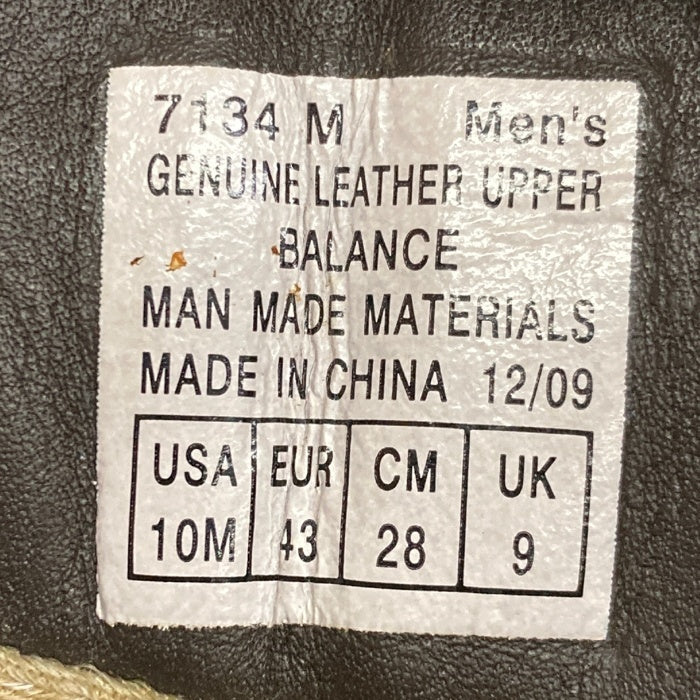 7134 M Men's
GENUINE LEATHER UPPER
BALANCE
MAN MADE MATERIALS
MADE IN CHINA 12/09
USA EUR CM UK
10M 43 28 9